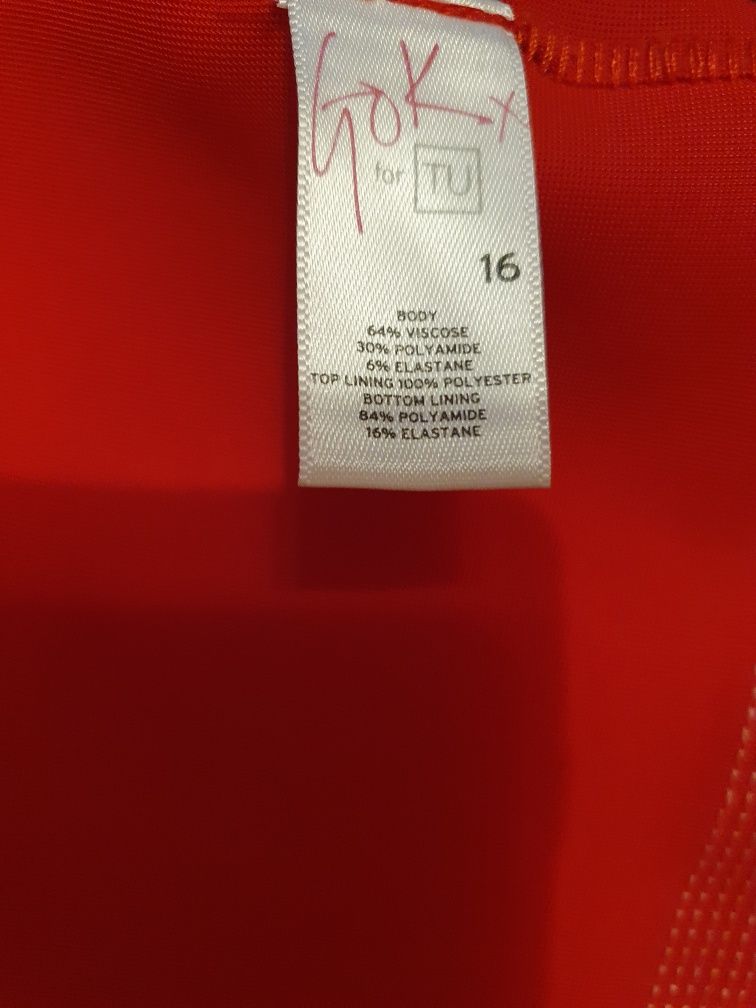 GOK x
for TU
16
BODY
64% VISCOSE
30% POLYAMIDE
6% ELASTANE
TOP LINING 100% POLYESTER
BOTTOM LINING
84% POLYAMIDE
16% ELASTANE